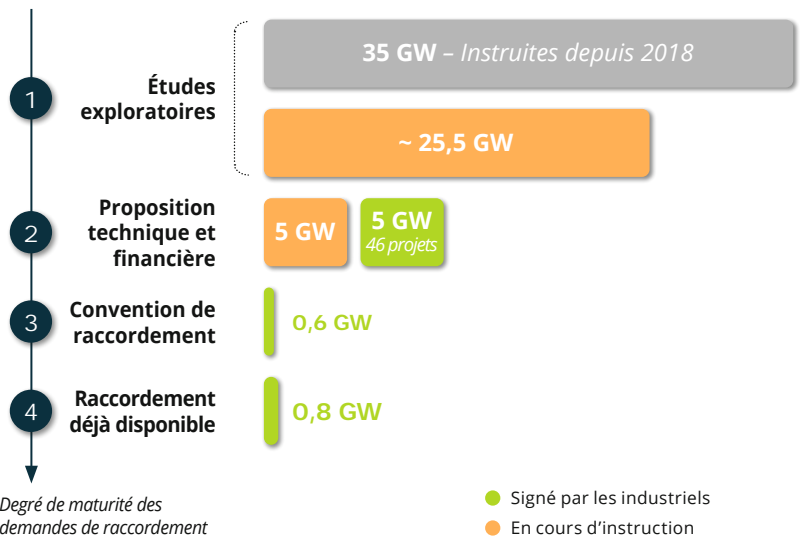 35 GW – Instruites depuis 2018
1
Études
exploratoires
~ 25,5 GW
2
Proposition
technique et
financière
5 GW
5 GW
46 projets
3
Convention de
raccordement
0,6 GW
4
Raccordement
déjà disponible
0,8 GW
Degré de maturité des
demandes de raccordement
Signé par les industriels
En cours d’instruction